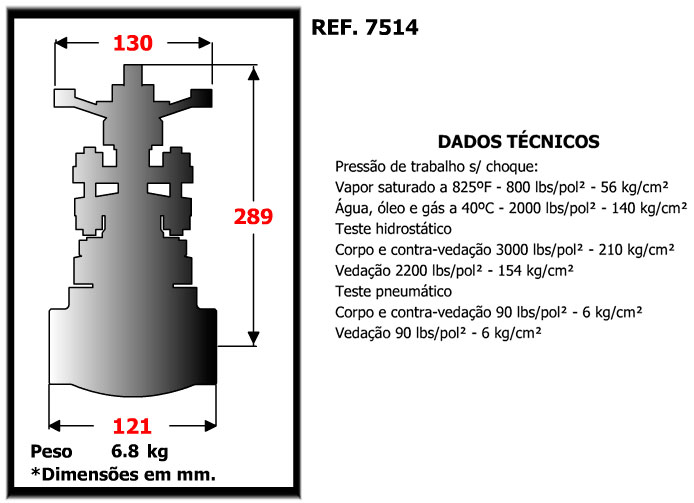 REF. 7514
130
289
121
Peso 6.8 kg
*Dimensões em mm.
DADOS TÉCNICOS
Pressão de trabalho s/ choque:
Vapor saturado a 825ºF - 800 lbs/pol² - 56 kg/cm²
Água, óleo e gás a 40ºC - 2000 lbs/pol² - 140 kg/cm²
Teste hidrostático
Corpo e contra-vedação 3000 lbs/pol² - 210 kg/cm²
Vedação 2200 lbs/pol² - 154 kg/cm²
Teste pneumático
Corpo e contra-vedação 90 lbs/pol² - 6 kg/cm²
Vedação 90 lbs/pol² - 6 kg/cm²